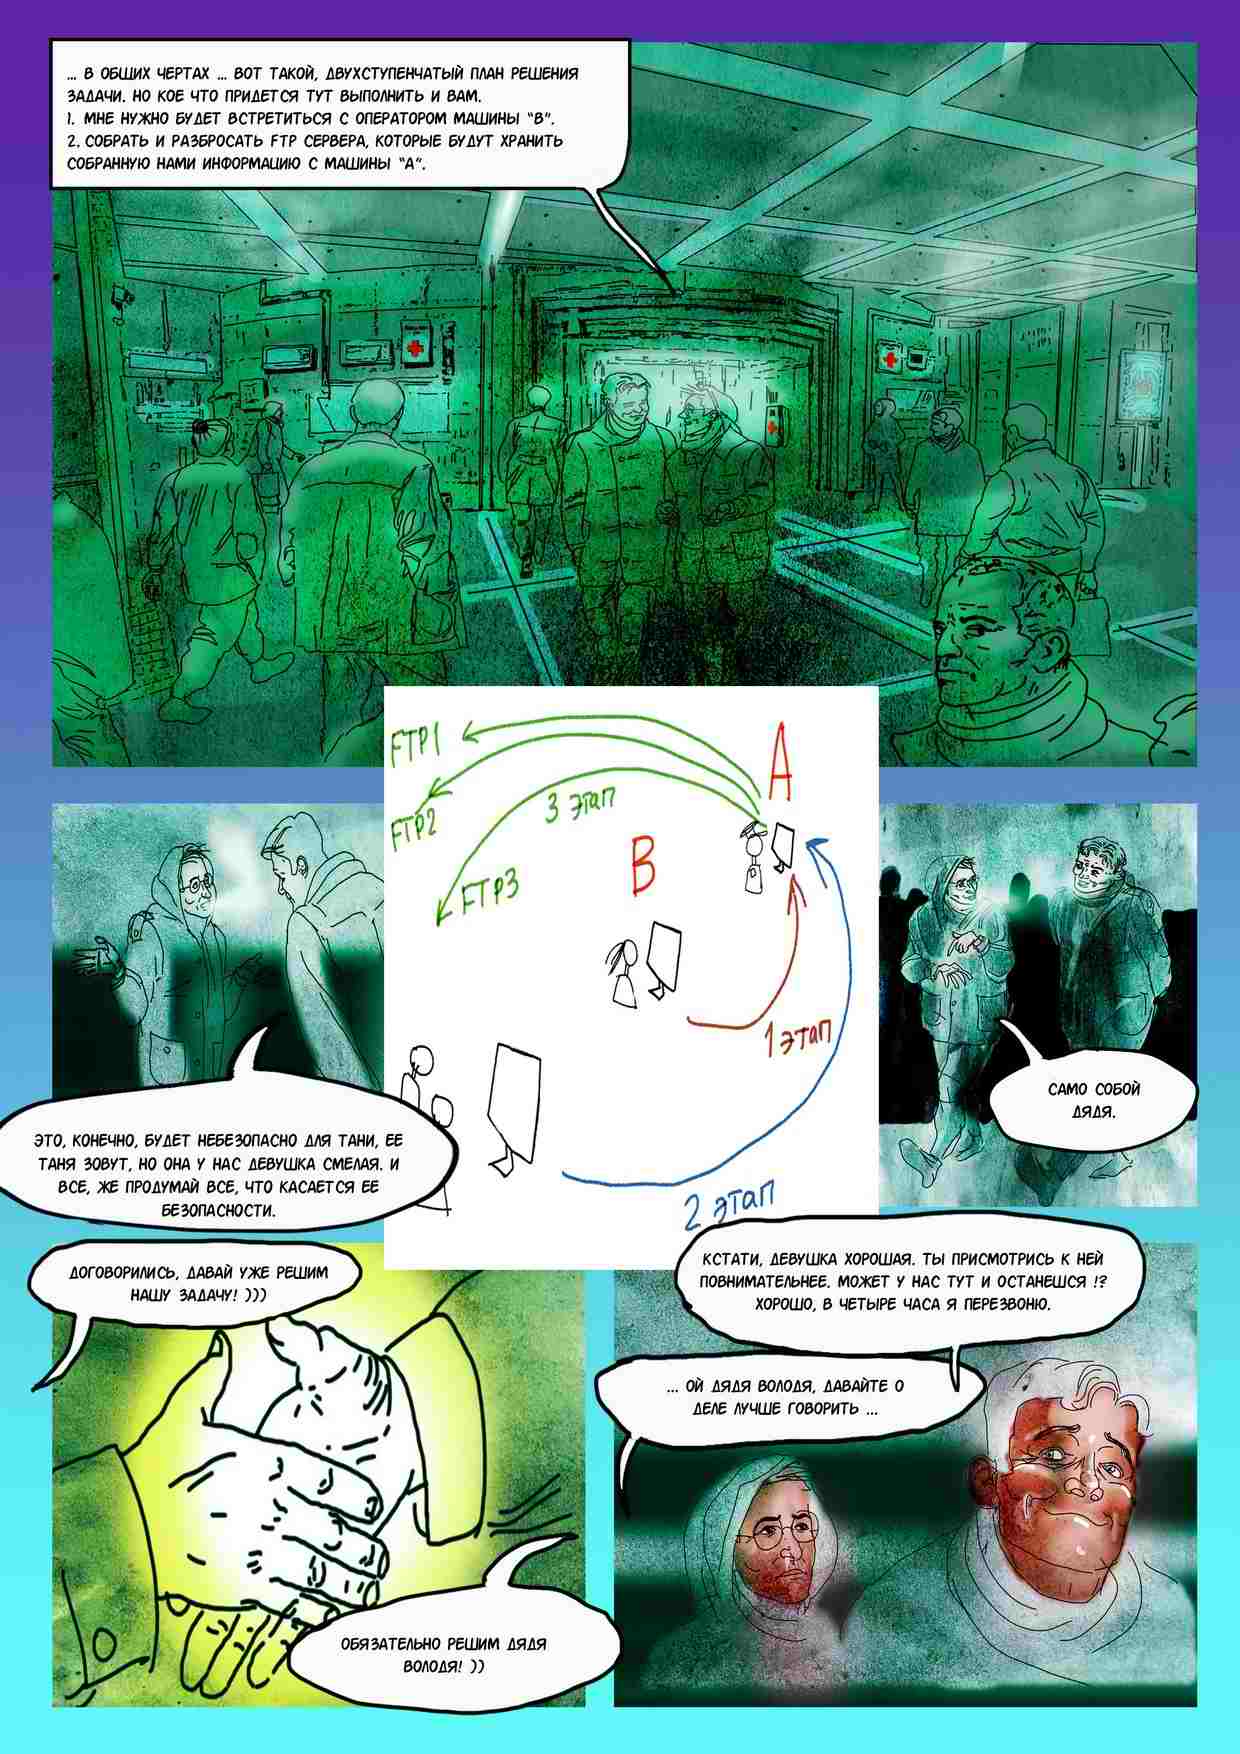 ... В ОБЩИХ ЧЕРТАХ ... ВОТ ТАКОЙ, ДВУХСТУПЕНЧАТЫЙ ПЛАН РЕШЕНИЯ
ЗАДАЧИ. НО КОЕ ЧТО ПРИДЕТСЯ ТУТ ВЫПОЛНИТЬ И ВАМ.
1. МНЕ НУЖНО БУДЕТ ВСТРЕТИТЬСЯ С ОПЕРАТОРОМ МАШИНЫ "В".
2. СОБРАТЬ И РАЗБРОСАТЬ FTP СЕРВЕРА, КОТОРЫЕ БУДУТ ХРАНИТЬ
СОБРАННУЮ НАМИ ИНФОРМАЦИЮ С МАШИНЫ "А".
FTP1
A
FTP2
3 ЭТАП
FTP3
B
1 ЭТАП
2 ЭТАП
ЭТО, КОНЕЧНО, БУДЕТ НЕБЕЗОПАСНО ДЛЯ ТАНИ, ЕЕ
ТАНЯ ЗОВУТ, НО ОНА У НАС ДЕВУШКА СМЕЛАЯ. И
ВСЕ, ЖЕ ПРОДУМАЙ ВСЕ, ЧТО КАСАЕТСЯ ЕЕ
БЕЗОПАСНОСТИ.
САМО СОБОЙ
ДЯДЯ.
ДОГОВОРИЛИСЬ, ДАВАЙ УЖЕ РЕШИМ
НАШУ ЗАДАЧУ! )))
ОБЯЗАТЕЛЬНО РЕШИМ ДЯДЯ
ВОЛОДЯ! ))
КСТАТИ, ДЕВУШКА ХОРОШАЯ. ТЫ ПРИСМОТРИСЬ К НЕЙ
ПОВНИМАТЕЛЬНЕЕ. МОЖЕТ У НАС ТУТ И ОСТАНЕШСЯ !?
ХОРОШО, В ЧЕТЫРЕ ЧАСА Я ПЕРЕЗВОНЮ.
... ОЙ ДЯДЯ ВОЛОДЯ, ДАВАЙТЕ О
ДЕЛЕ ЛУЧШЕ ГОВОРИТЬ ...